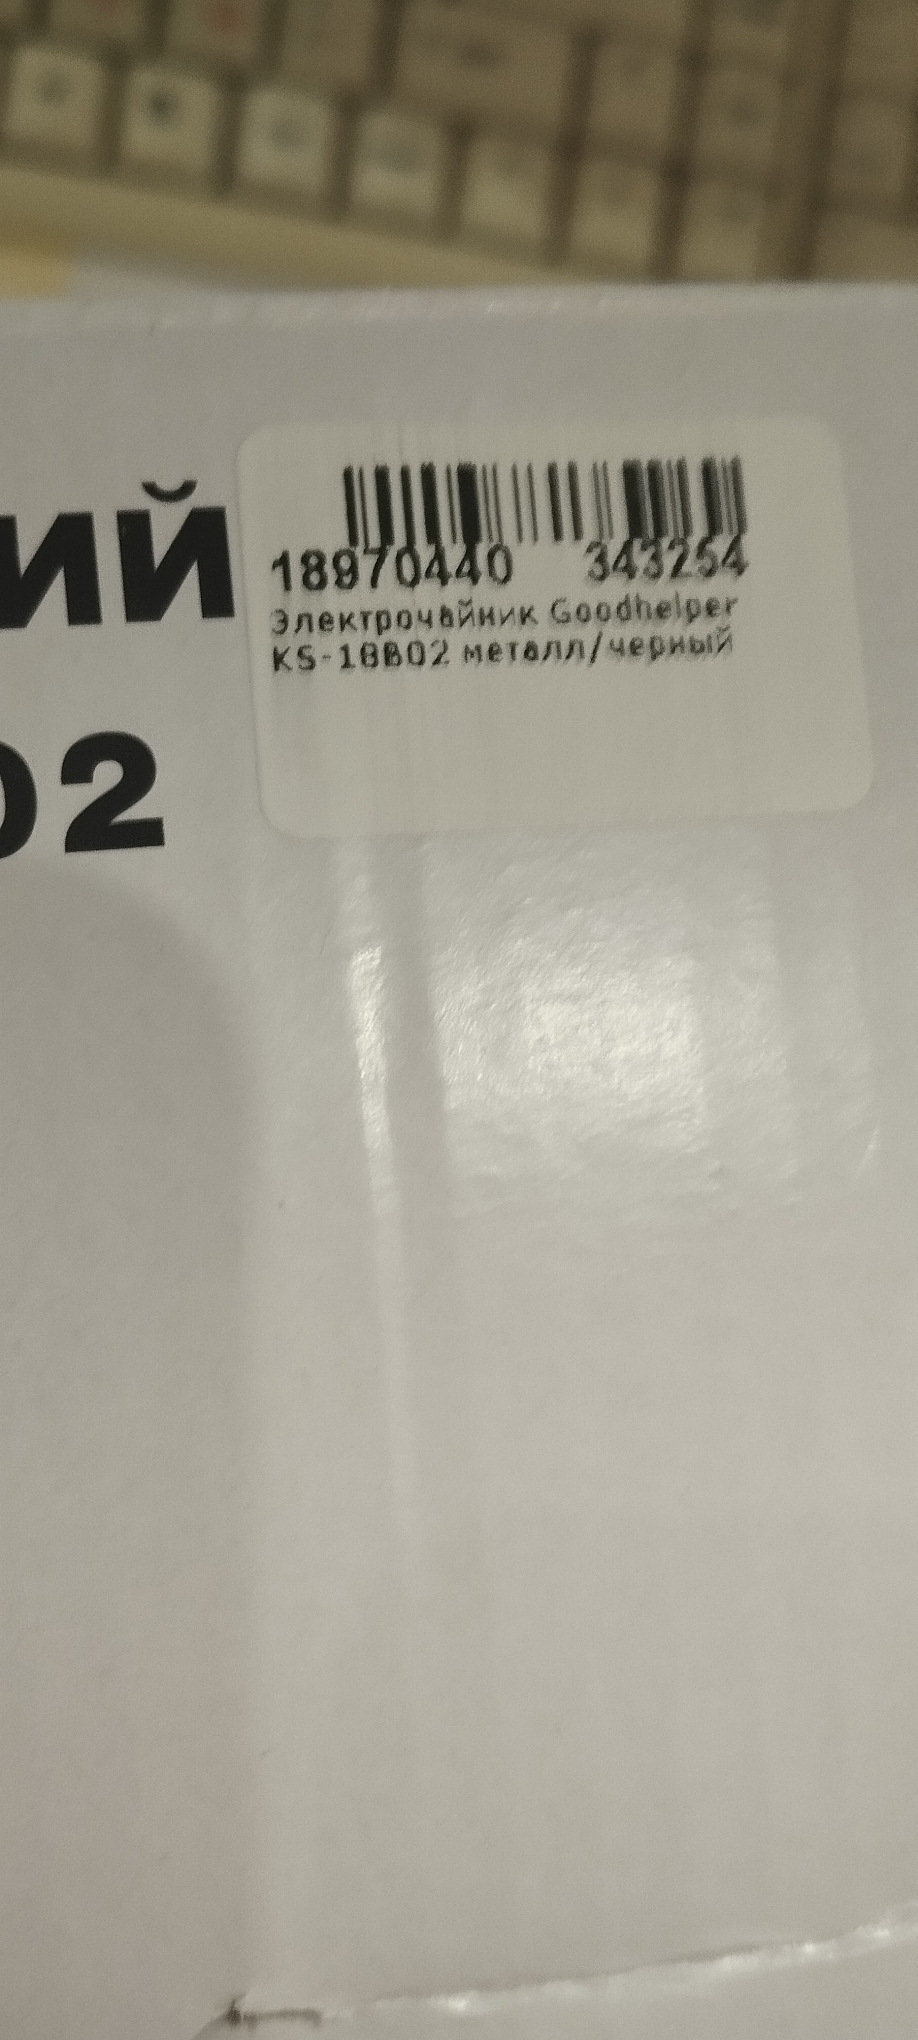 ий
18970440 343254
Электрочайник Goodhelper
KS-18B02 металл/черный
02